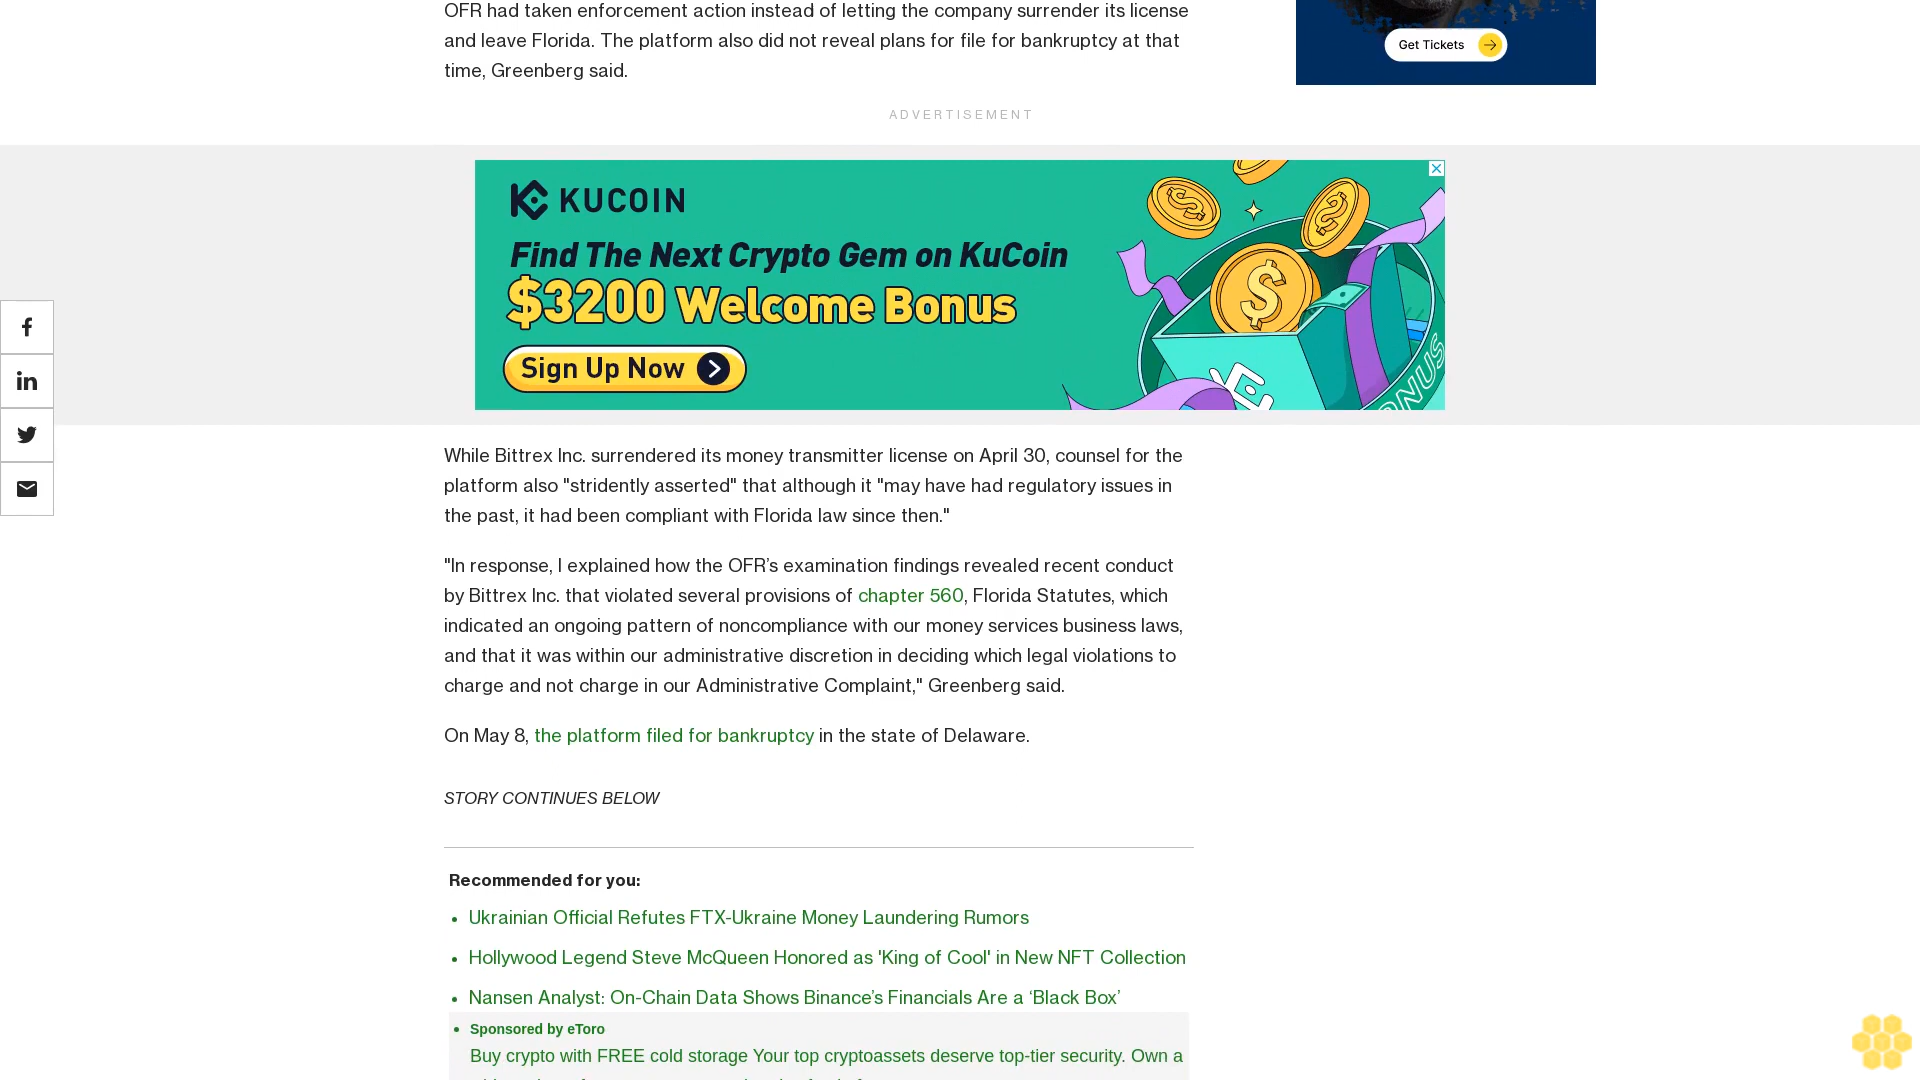 OFR had taken enforcement action instead of letting the company surrender its license
and leave Florida. The platform also did not reveal plans for file for bankruptcy at that
time, Greenberg said.
Get Tickets
ADVERTISEMENT
KUCOIN
Find The Next Crypto Gem on KuCoin
$3200 Welcome Bonus
Sign Up Now
BONUS
While Bittrex Inc. surrendered its money transmitter license on April 30, counsel for the
platform also "stridently asserted" that although it "may have had regulatory issues in
the past, it had been compliant with Florida law since then."
"In response, I explained how the OFR’s examination findings revealed recent conduct
by Bittrex Inc. that violated several provisions of chapter 560, Florida Statutes, which
indicated an ongoing pattern of noncompliance with our money services business laws,
and that it was within our administrative discretion in deciding which legal violations to
charge and not charge in our Administrative Complaint," Greenberg said.
On May 8, the platform filed for bankruptcy in the state of Delaware.
STORY CONTINUES BELOW
Recommended for you:
• Ukrainian Official Refutes FTX-Ukraine Money Laundering Rumors
• Hollywood Legend Steve McQueen Honored as 'King of Cool' in New NFT Collection
• Nansen Analyst: On-Chain Data Shows Binance’s Financials Are a ‘Black Box’
• Sponsored by eToro
Buy crypto with FREE cold storage Your top cryptoassets deserve top-tier security. Own a